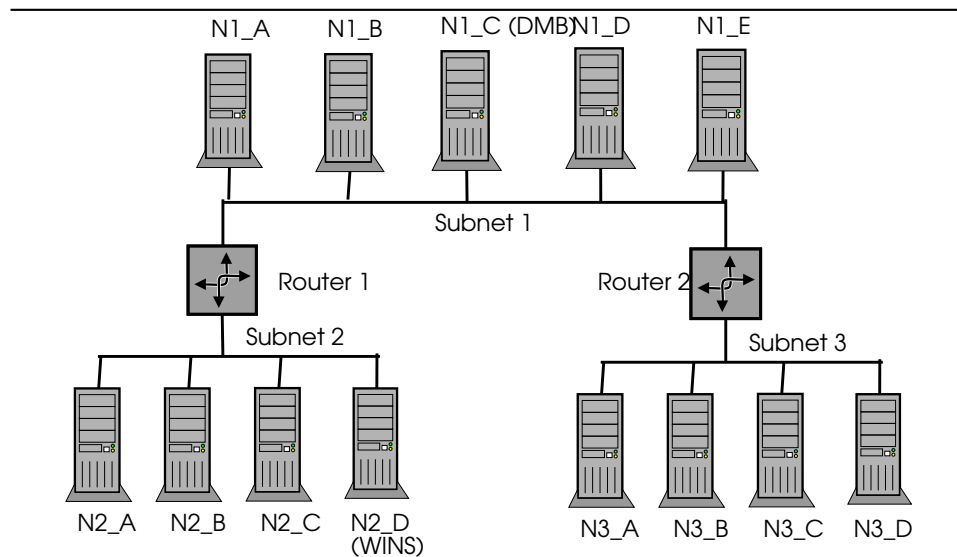 N1_A N1_B N1_C (DMB) N1_D N1_E
Subnet 1
Router 1 Router 2
Subnet 2 Subnet 3
N2_A N2_B N2_C N2_D
(WINS)
N3_A N3_B N3_C N3_D